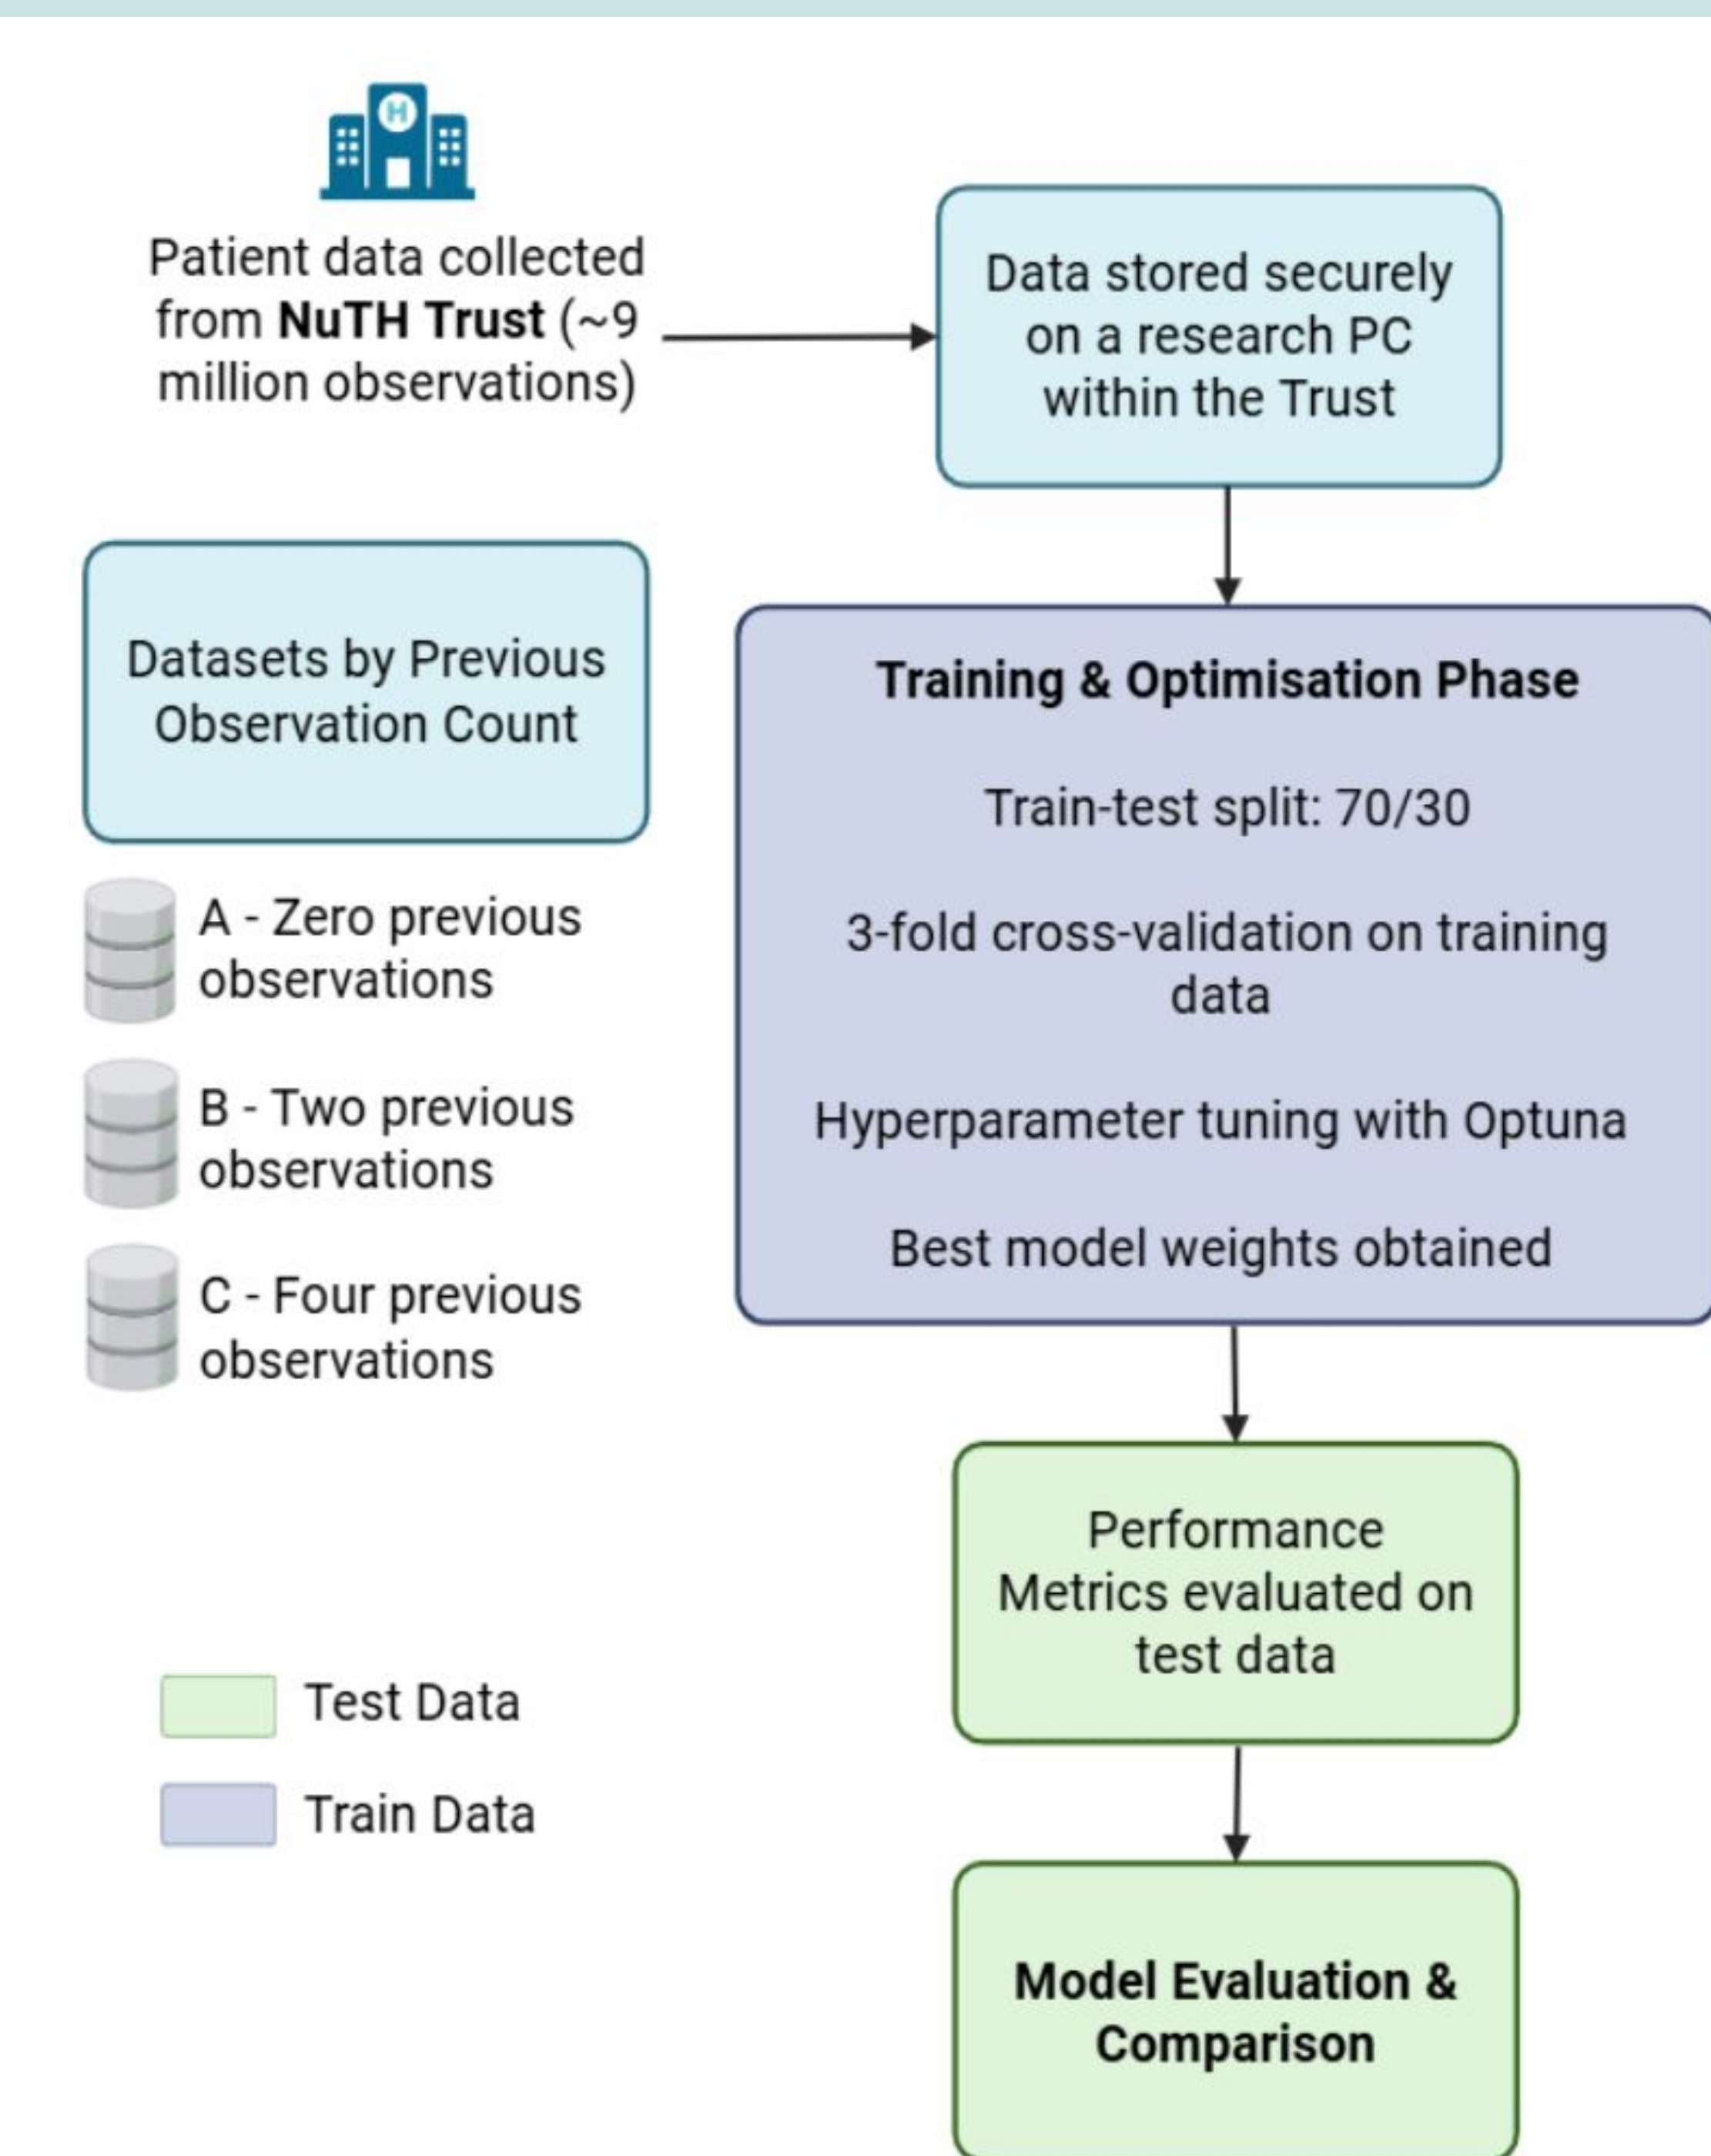 H
Patient data collected
from NuTH Trust (~9
million observations)
Data stored securely
on a research PC
within the Trust
Datasets by Previous
Observation Count
A - Zero previous
observations
B - Two previous
observations
C - Four previous
observations
Training & Optimisation Phase
Train-test split: 70/30
3-fold cross-validation on training
data
Hyperparameter tuning with Optuna
Best model weights obtained
Performance
Metrics evaluated on
test data
Test Data
Train Data
Model Evaluation &
Comparison